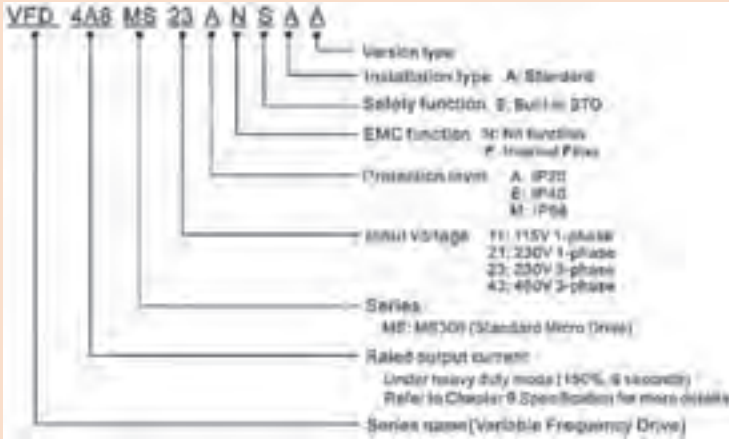 VFD 4A8 MS 23 A N S A A
Version type
Installation type A: Standard
Safety function S: Built-in STO
EMC function N: No function
F: Internal Filter
Protection level A: IP20
E: IP40
M: IP66
Input voltage 11: 115V 1-phase
21: 230V 1-phase
23: 230V 3-phase
43: 460V 3-phase
Series
MS: MS300 (Standard Micro Drive)
Rated output current
Under heavy duty mode (150%, 6 seconds)
Refer to Chapter 9 Specification for more details
Series name (Variable Frequency Drive)